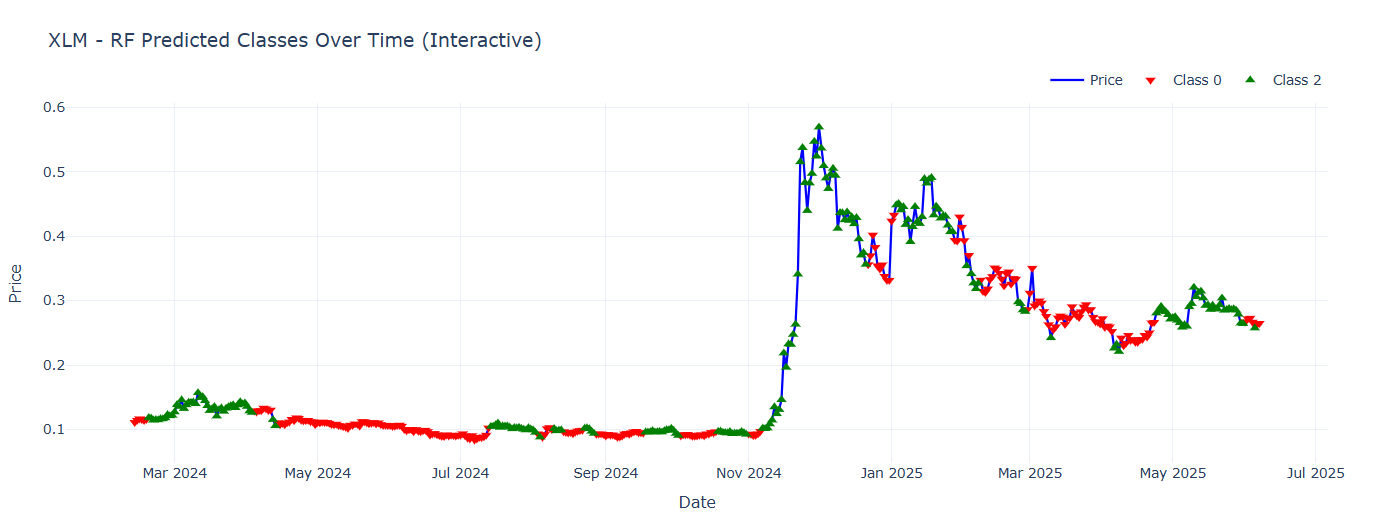 XLM - RF Predicted Classes Over Time (Interactive)
Price Class 0 Class 2
0.6
0.5
0.4
0.3
0.2
0.1
Price
Mar 2024 May 2024 Jul 2024 Sep 2024 Nov 2024 Jan 2025 Mar 2025 May 2025 Jul 2025
Date